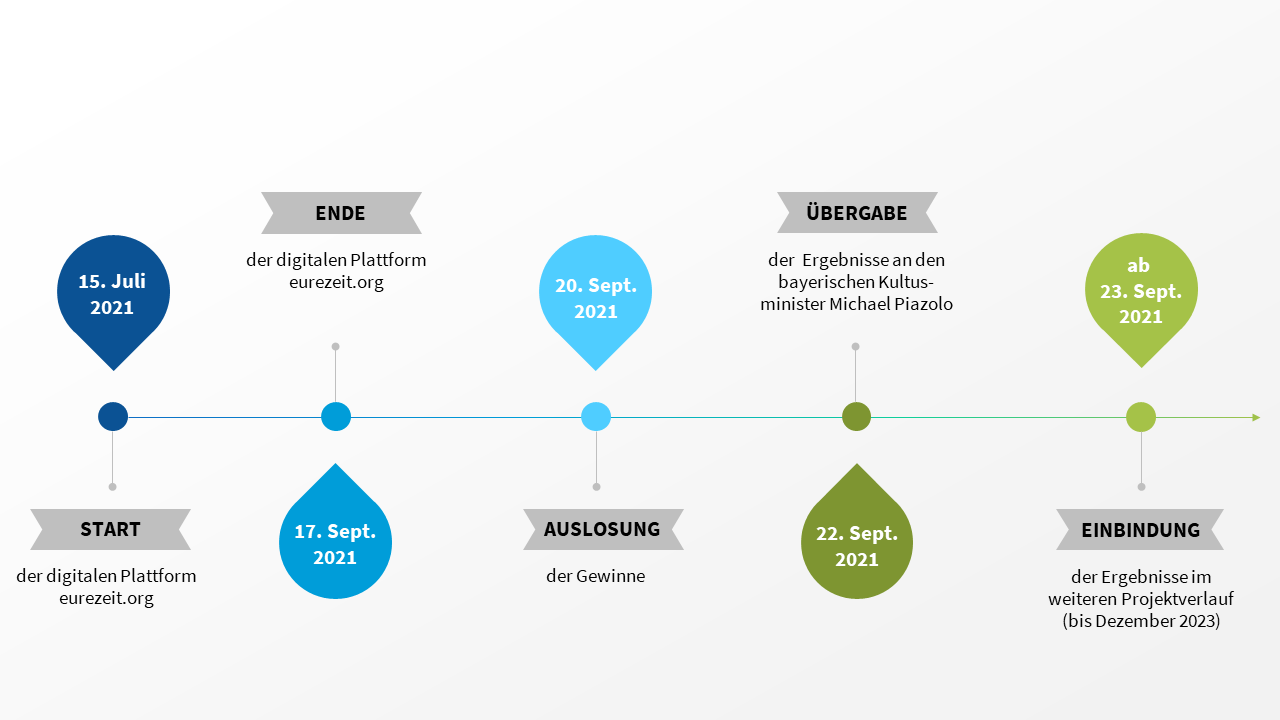 15. Juli
2021
START
der digitalen Plattform
eurezeit.org
ENDE
der digitalen Plattform
eurezeit.org
17. Sept.
2021
20. Sept.
2021
AUSLOSUNG
der Gewinne
ÜBERGABE
der  Ergebnisse an den
bayerischen Kultus-
minister Michael Piazolo
22. Sept.
2021
ab
23. Sept.
2021
EINBINDUNG
der Ergebnisse im
weiteren Projektverlauf
(bis Dezember 2023)